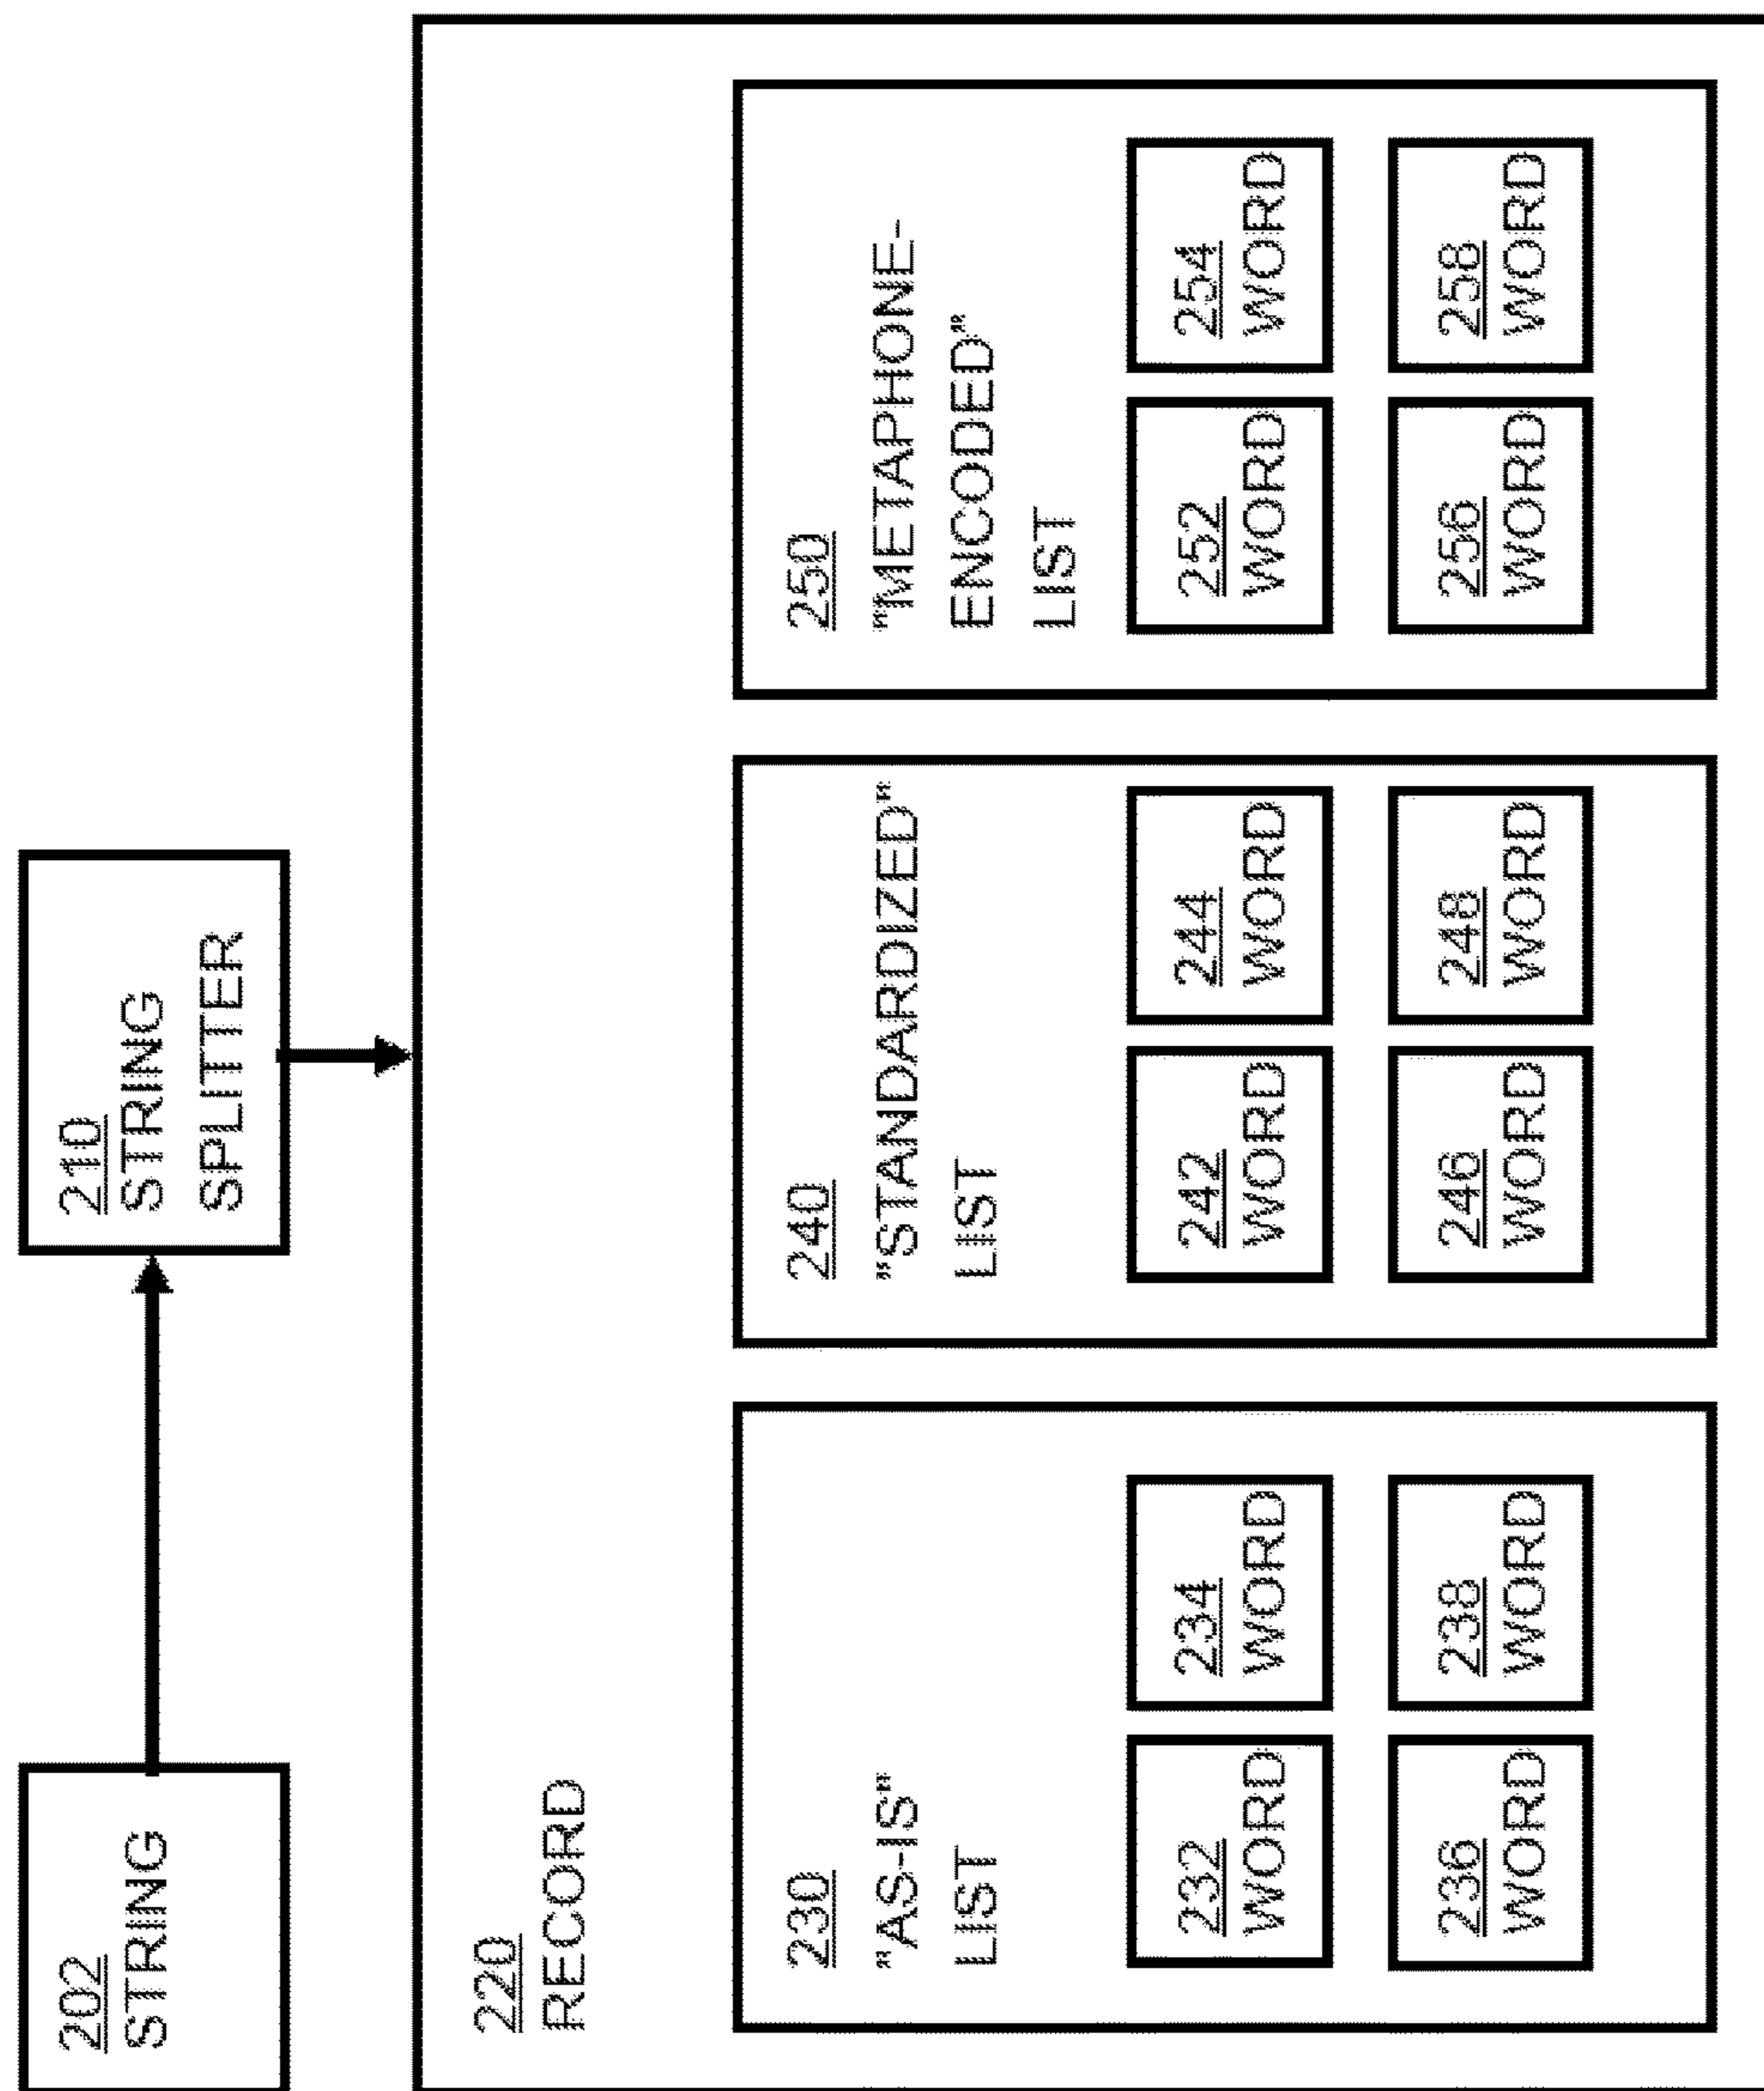 202
STRING
210
STRING
SPLITTER
220
RECORD
230
"AS-IS"
LIST
232
WORD
234
WORD
236
WORD
238
WORD
240
"STANDARDIZED"
LIST
242
WORD
244
WORD
246
WORD
248
WORD
250
"METAPHONE-
ENCODED"
LIST
252
WORD
254
WORD
256
WORD
258
WORD